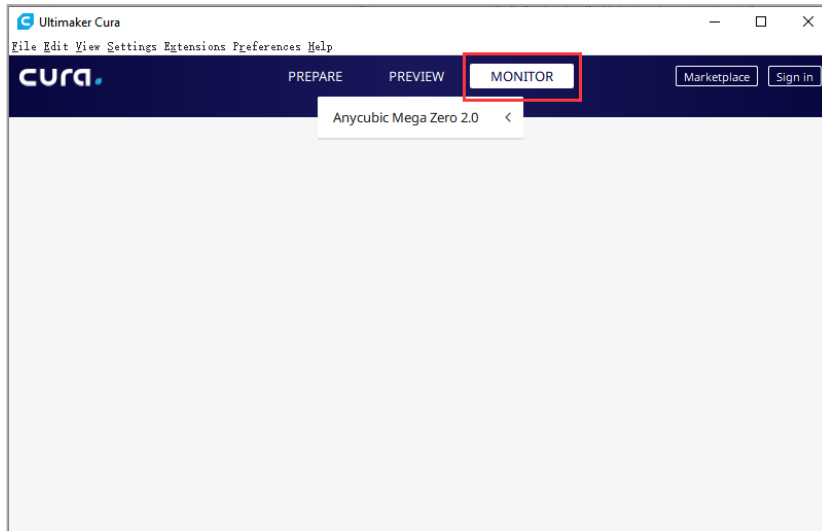 Ultimaker Cura
File Edit View Settings Extensions Preferences Help
cura. PREPARE PREVIEW MONITOR Marketplace Sign in
Anycubic Mega Zero 2.0